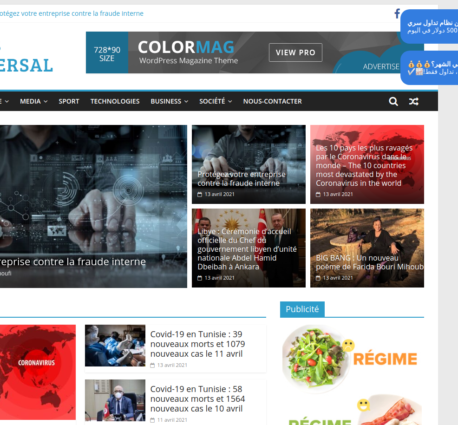 otégez votre entreprise contre la fraude interne
ERSAL
728*90
SIZE
COLORMAG
WordPress Magazine Theme
VIEW PRO
ADVERTISE
نظام تداول سري
500 دولار في اليوم
ي الشهر؟
تداول فقط!
MEDIA
SPORT
TECHNOLOGIES
BUSINESS
SOCIÉTÉ
NOUS-CONTACTER
Protégez votre entreprise
contre la fraude interne
13 avril 2021
Les 10 pays les plus ravagés
par le Coronavirus dans le
monde – The 10 countries
most devastated by the
Coronavirus in the world
13 avril 2021
reprise contre la fraude interne
Libye : Cérémonie d'accueil
officielle du Chef du
gouvernement libyen d'unité
nationale Abdel Hamid
Dbeibah à Ankara
13 avril 2021
BIG BANG : Un nouveau
poème de Farida Bouri Mihoub
13 avril 2021
Publicité
CORONAVIRUS
Covid-19 en Tunisie : 39
nouveaux morts et 1079
nouveaux cas le 11 avril
13 avril 2021
Covid-19 en Tunisie : 58
nouveaux morts et 1564
nouveaux cas le 10 avril
11 avril 2021
RÉGIME
RÉGIME